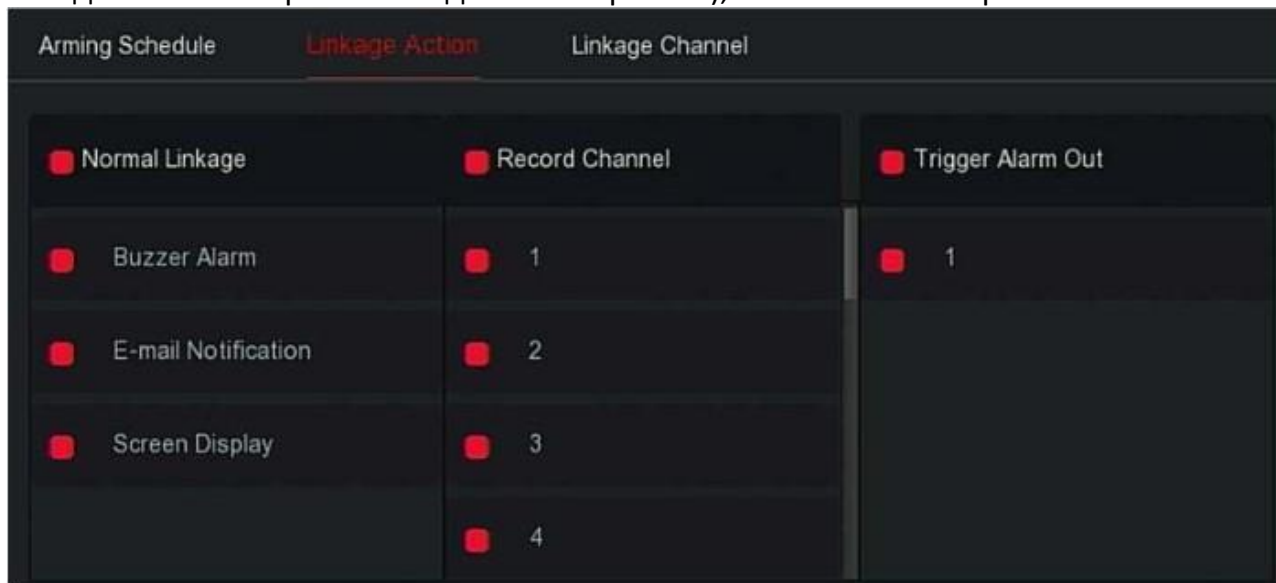 Arming Schedule Linkage Action Linkage Channel
Normal Linkage Record Channel Trigger Alarm Out
Buzzer Alarm 1 1
E-mail Notification 2
Screen Display 3
4